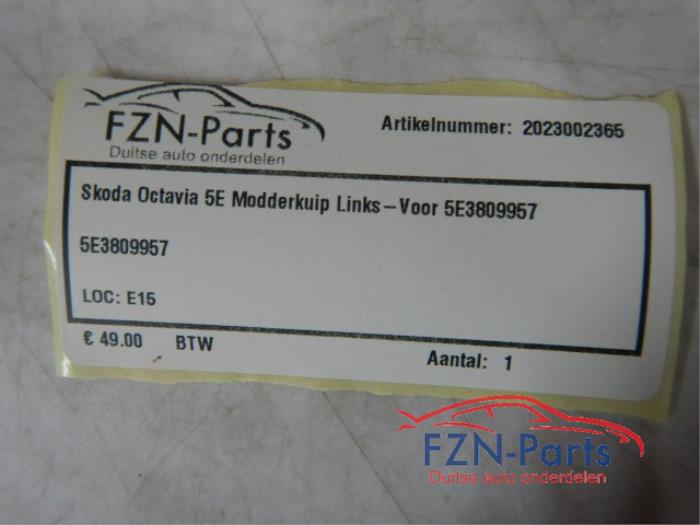 FZN-Parts
Duitse auto onderdelen
Artikelnummer: 2023002365
Skoda Octavia 5E Modderkuip Links-Voor 5E3809957
5E3809957
LOC: E15
€ 49.00 BTW
Aantal: 1
FZN-Parts
Duitse auto onderdelen